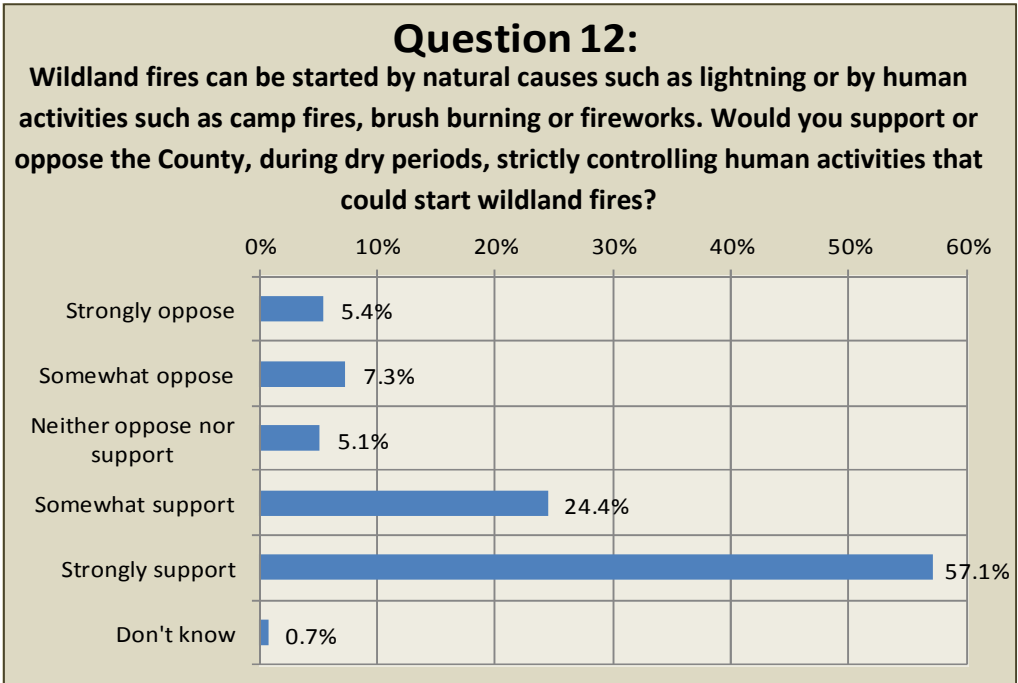 Question 12:
Wildland fires can be started by natural causes such as lightning or by human
activities such as camp fires, brush burning or fireworks. Would you support or
oppose the County, during dry periods, strictly controlling human activities that
could start wildland fires?
0% 10% 20% 30% 40% 50% 60%
Strongly oppose 5.4%
Somewhat oppose 7.3%
Neither oppose nor
support 5.1%
Somewhat support 24.4%
Strongly support 57.1%
Don't know 0.7%